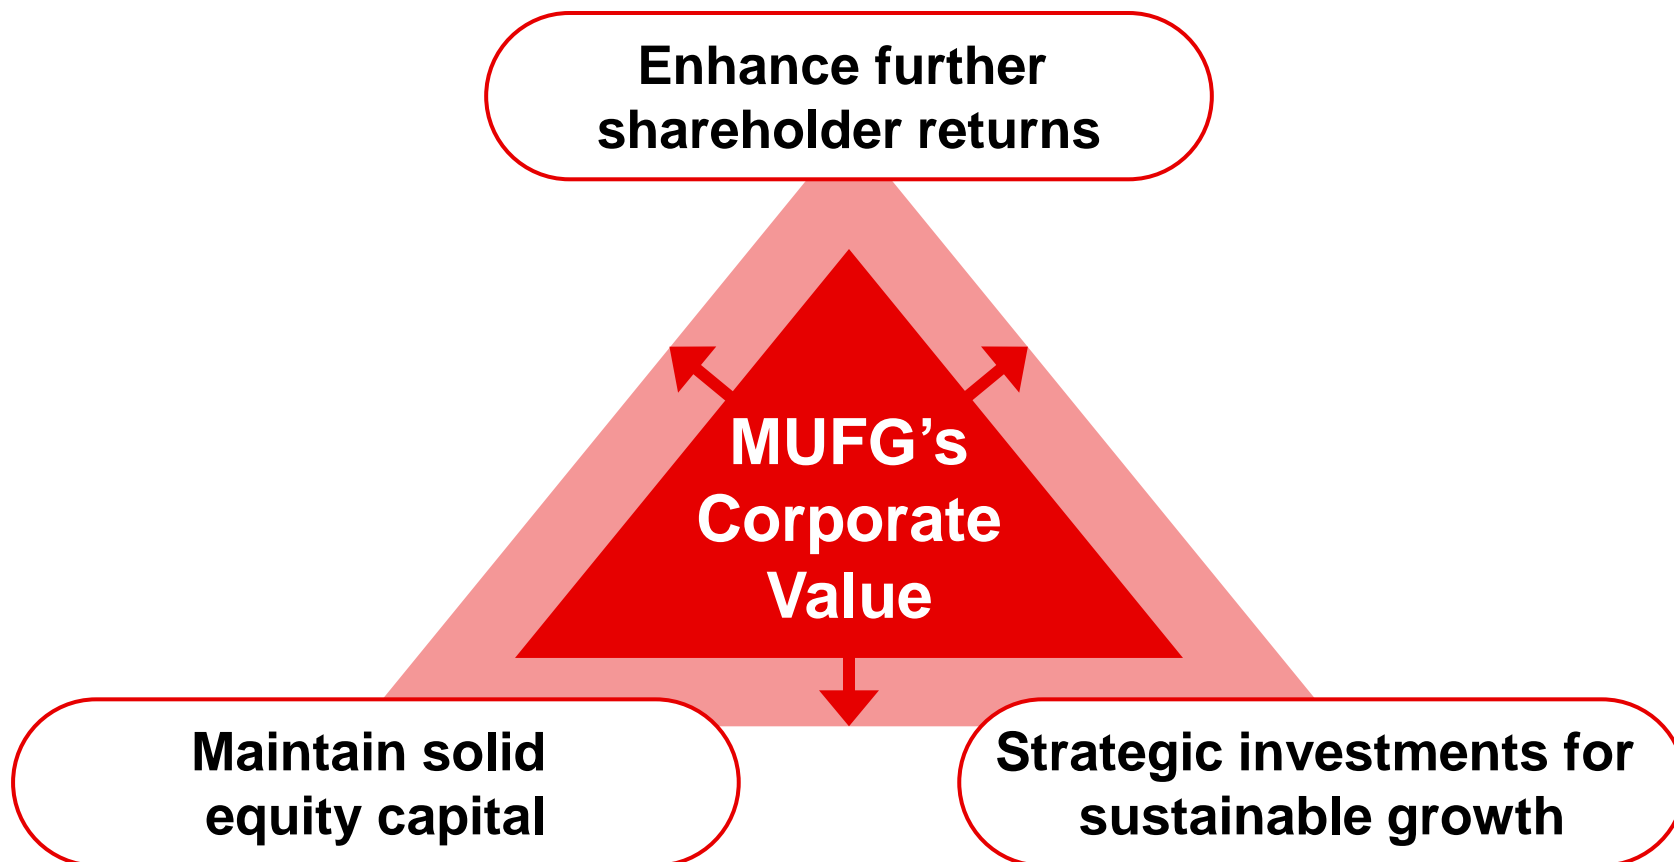 Enhance further
shareholder returns
MUFG’s
Corporate
Value
Maintain solid
equity capital
Strategic investments for
sustainable growth